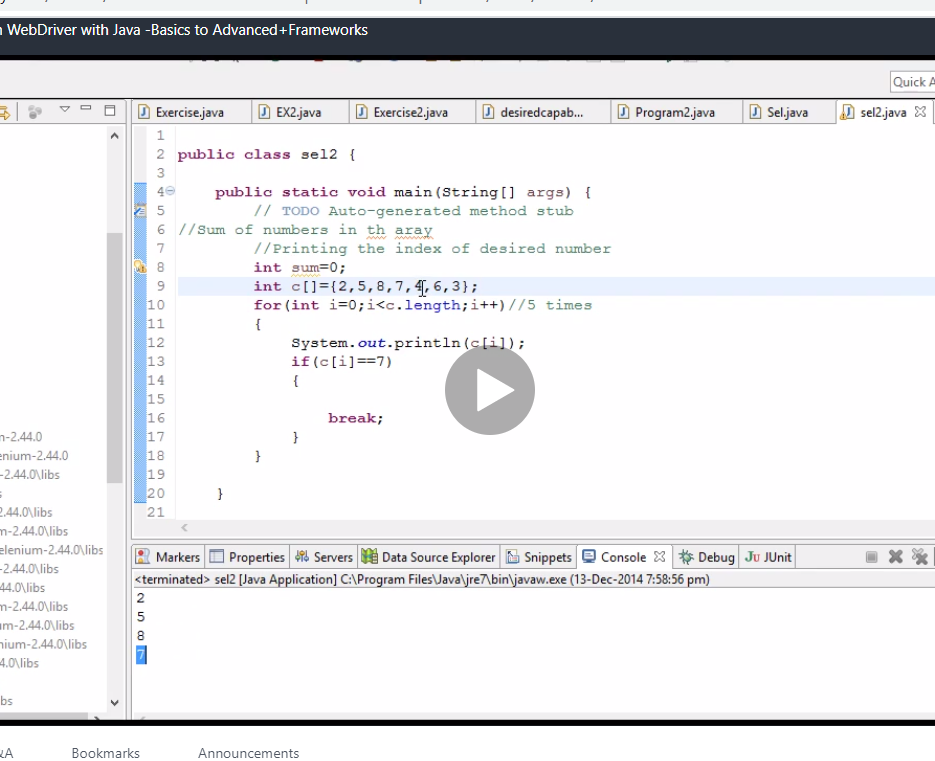 WebDriver with Java -Basics to Advanced+Frameworks
Quick A
Exercise.java EX2.java Exercise2.java desiredcapab... Program2.java Sel.java sel2.java
1
2 public class sel2 {
3
4 public static void main(String[] args) {
5 // TODO Auto-generated method stub
6 //Sum of numbers in th aray
7 //Printing the index of desired number
8 int sum=0;
9 int c[]={2,5,8,7,4,6,3};
10 for(int i=0;i<c.length;i++)//5 times
11 {
12 System.out.println(c[i]);
13 if(c[i]==7)
14 {
15
16 break;
17 }
18 }
19
20 }
21
m-2.44.0
enium-2.44.0
-2.44.0\libs
s
2.44.0\libs
m-2.44.0\libs
elenium-2.44.0\libs
-2.44.0\libs
44.0\libs
m-2.44.0\libs
um-2.44.0\libs
nium-2.44.0\libs
4.0\libs
bs
Markers Properties Servers Data Source Explorer Snippets Console Debug Ju JUnit
<terminated> sel2 [Java Application] C:\Program Files\Java\jre7\bin\javaw.exe (13-Dec-2014 7:58:56 pm)
2
5
8
7
&A Bookmarks Announcements